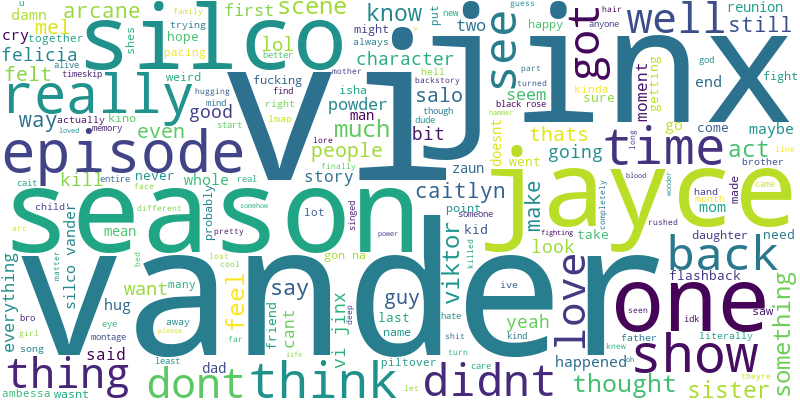 u
damn
arcane
family
first
scene
know
put
new
guess
hair
anyone
reunion
mel
trying
hope
pacing
shes
silco
lol
always
better
might
two
see
got
happy
well
still
cry
together
felicia
alive
timeskip
weird
fucking
mother
backstory
character
hell
part
turned
god
end
fight
felt
hugging
find
mind
right
isha
though
seem
black rose
kinda
sure
moment
getting
really
actually
kino
powder
man
salo
vi
jinx
way
loved
memory
good
lmao
start
dude
bit
doesnt
hammer
thats
go
come
maybe
even
much
people
lore
finally
zaun
going
went
long
time
act
line
episode
kill
never
story
caitlyn
brother
cait
entire
whole
real
face
make
blood
wonder
child
different
probably
season
lot
singed
point
someone
completely
jayce
hand
made
month
mom
came
arc
mean
pretty
somehow
power
kid
fighting
killed
look
take
rushed
daughter
need
silco vander
matter
bed
lost
cool
gon na
viktor
back
everything
vander
want
many
feel
say
guy
ive
love
one
flashback
saw
something
hug
friend
cant
vi jinx
deep
last
name
hate
yeah
seen
idk
bro
girl
eye
song
montage
away
please
far
life
piltover
shit
turn
kind
happened
father
knew
on
literally
show
thing
said
least
dad
care
theyre
ambessa
wasnt
dont
think
let
didnt
thought
sister